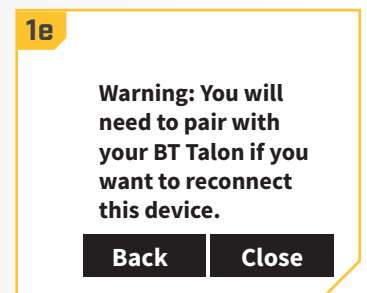 1e
Warning: You will
need to pair with
your BT Talon if you
want to reconnect
this device.
Back Close